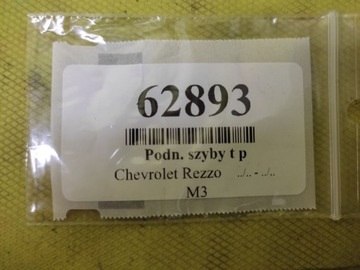 62893
Podn. szyby t p
Chevrolet Rezzo ../.. - ../..
M3